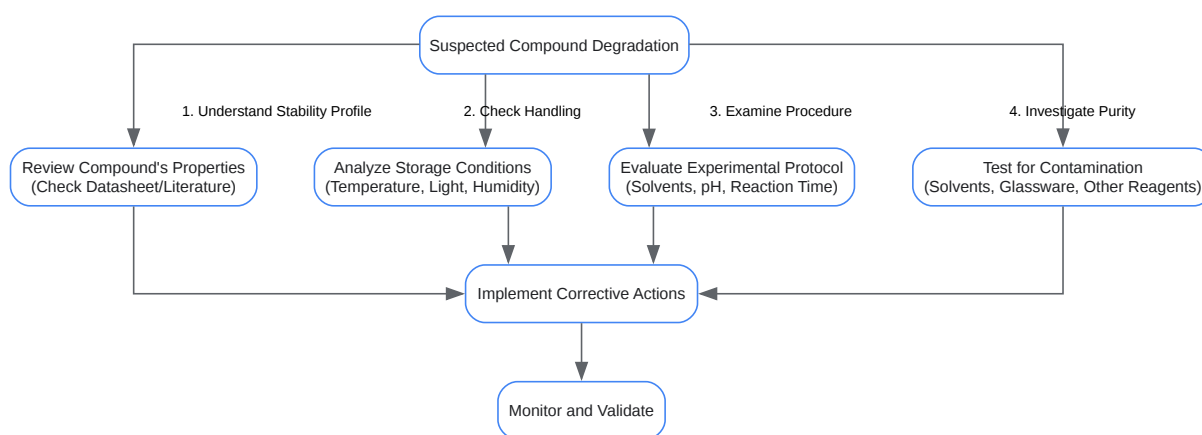 Suspected Compound Degradation
1. Understand Stability Profile
2. Check Handling
3. Examine Procedure
4. Investigate Purity
Review Compound's Properties
(Check Datasheet/Literature)
Analyze Storage Conditions
(Temperature, Light, Humidity)
Evaluate Experimental Protocol
(Solvents, pH, Reaction Time)
Test for Contamination
(Solvents, Glassware, Other Reagents)
Implement Corrective Actions
Monitor and Validate